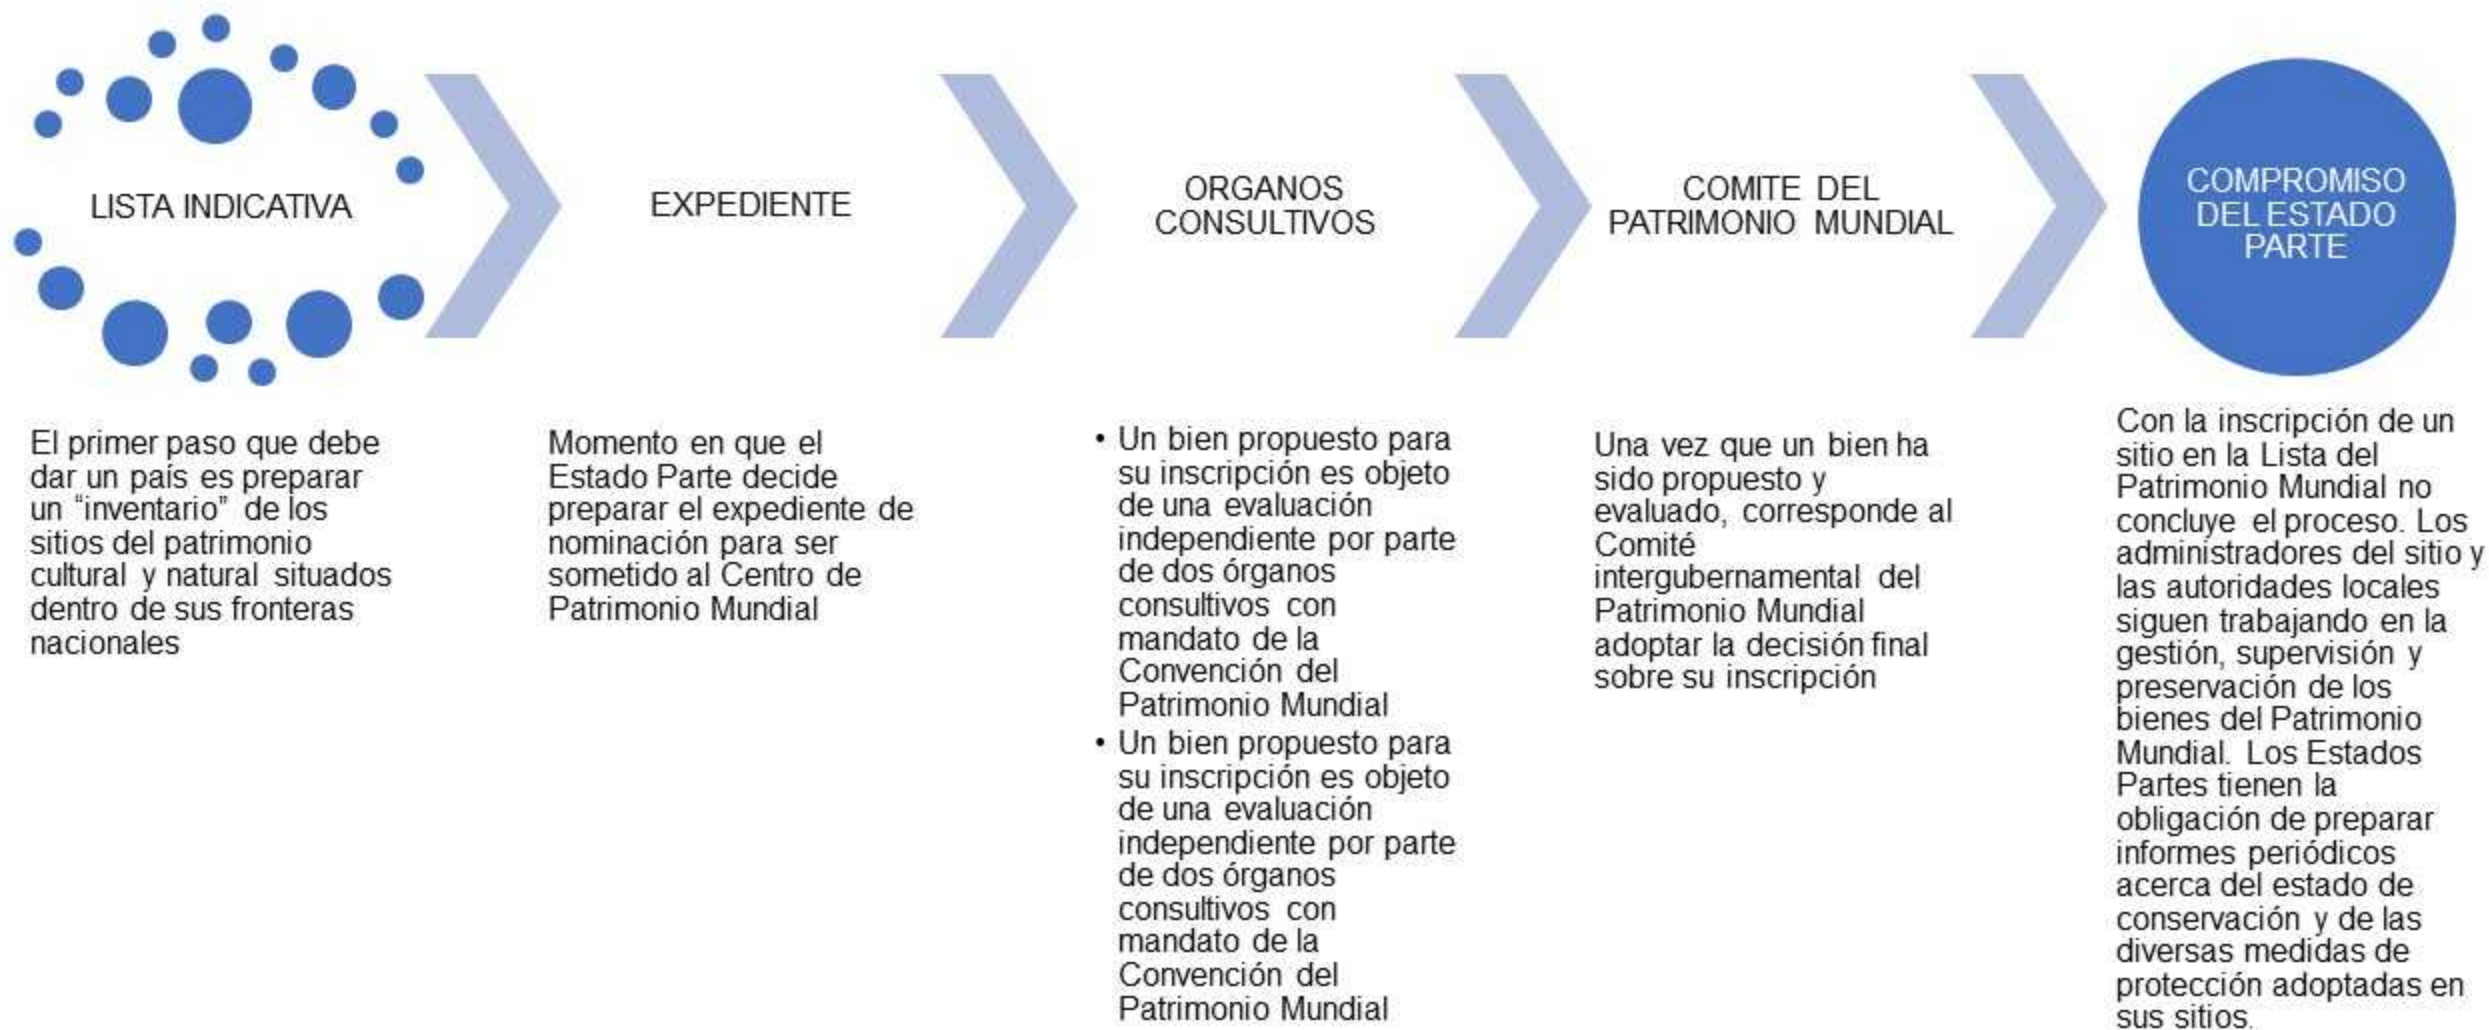 LISTA INDICATIVA
El primer paso que debe
dar un país es preparar
un “inventario” de los
sitios del patrimonio
cultural y natural situados
dentro de sus fronteras
nacionales
EXPEDIENTE
Momento en que el
Estado Parte decide
preparar el expediente de
nominación para ser
sometido al Centro de
Patrimonio Mundial
ORGANOS
CONSULTIVOS
• Un bien propuesto para
su inscripción es objeto
de una evaluación
independiente por parte
de dos órganos
consultivos con
mandato de la
Convención del
Patrimonio Mundial
• Un bien propuesto para
su inscripción es objeto
de una evaluación
independiente por parte
de dos órganos
consultivos con
mandato de la
Convención del
Patrimonio Mundial
COMITE DEL
PATRIMONIO MUNDIAL
Una vez que un bien ha
sido propuesto y
evaluado, corresponde al
Comité
intergubernamental del
Patrimonio Mundial
adoptar la decisión final
sobre su inscripción
COMPROMISO
DEL ESTADO
PARTE
Con la inscripción de un
sitio en la Lista del
Patrimonio Mundial no
concluye el proceso. Los
administradores del sitio y
las autoridades locales
siguen trabajando en la
gestión, supervisión y
preservación de los
bienes del Patrimonio
Mundial. Los Estados
Partes tienen la
obligación de preparar
informes periódicos
acerca del estado de
conservación y de las
diversas medidas de
protección adoptadas en
sus sitios.